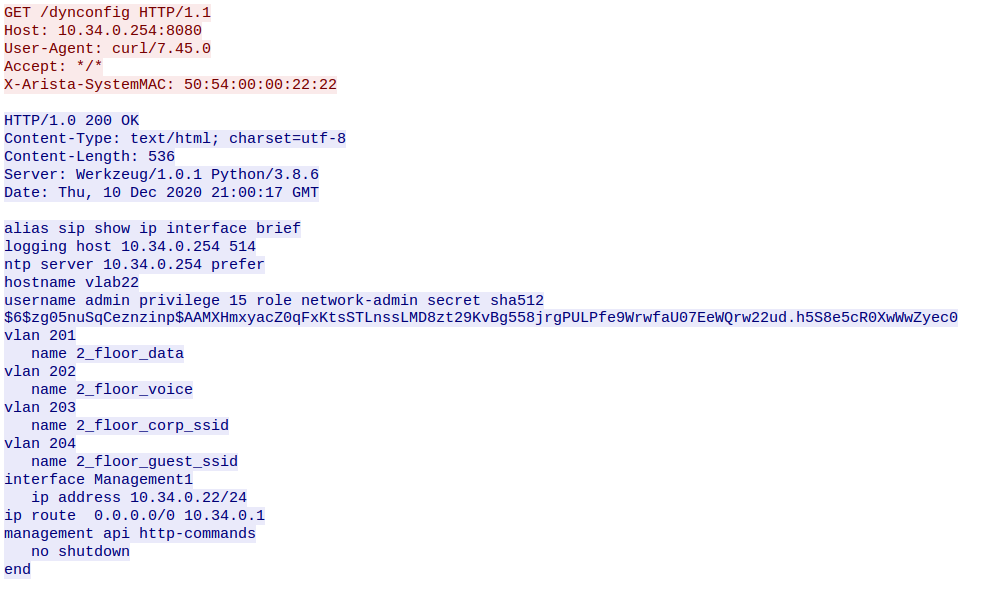 GET /dynconfig HTTP/1.1
Host: 10.34.0.254:8080
User-Agent: curl/7.45.0
Accept: */*
X-Arista-SystemMAC: 50:54:00:00:22:22

HTTP/1.0 200 OK
Content-Type: text/html; charset=utf-8
Content-Length: 536
Server: Werkzeug/1.0.1 Python/3.8.6
Date: Thu, 10 Dec 2020 21:00:17 GMT

alias sip show ip interface brief
logging host 10.34.0.254 514
ntp server 10.34.0.254 prefer
hostname vlab22
username admin privilege 15 role network-admin secret sha512
$6$zg05nuSqCeznzinp$AAMXHmxyacZ0qFxKtsSTLnssLMD8zt29KvBg558jrgPULPfe9WrwfaU07EeWQrw22ud.h5S8e5cR0XwWwZyec0
vlan 201
   name 2_floor_data
vlan 202
   name 2_floor_voice
vlan 203
   name 2_floor_corp_ssid
vlan 204
   name 2_floor_guest_ssid
interface Management1
   ip address 10.34.0.22/24
ip route  0.0.0.0/0 10.34.0.1
management api http-commands
   no shutdown
end